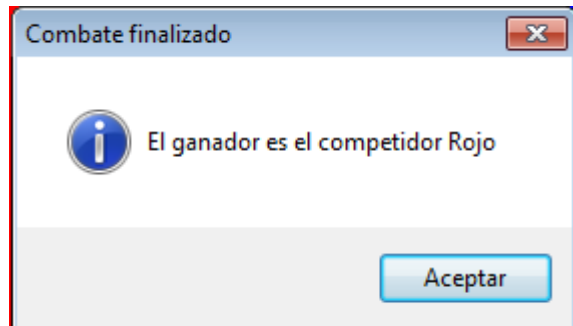 Combate finalizado
El ganador es el competidor Rojo
Aceptar